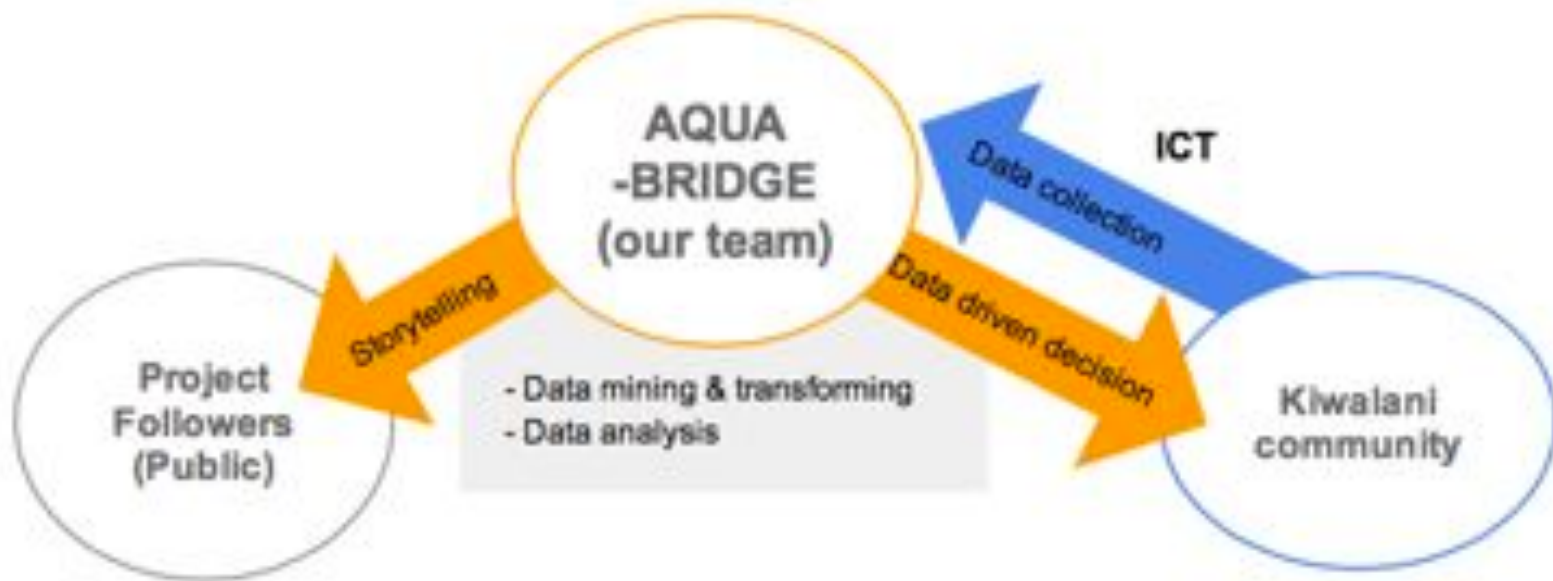 AQUA
-BRIDGE
(our team)
ICT
Data collection
Data driven decision
Storytelling
- Data mining & transforming
- Data analysis
Project
Followers
(Public)
Kiwalani
community